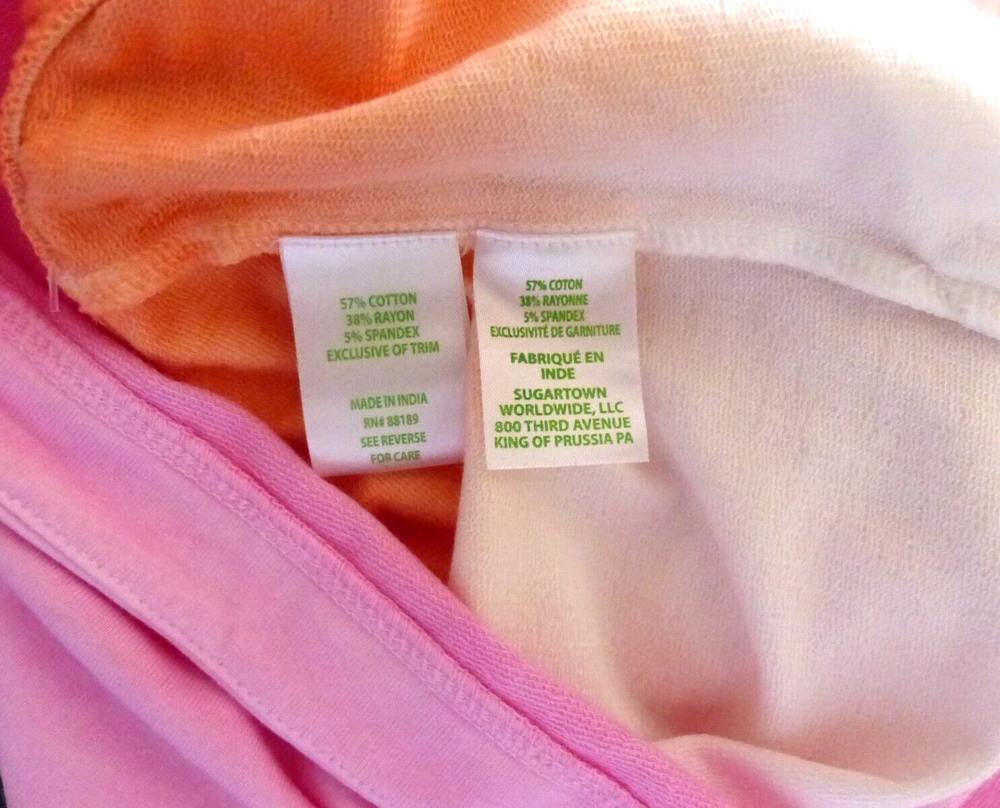 57% COTTON
38% RAYON
5% SPANDEX
EXCLUSIVE OF TRIM
MADE IN INDIA
RN# 88189
SEE REVERSE
FOR CARE
57% COTON
38% RAYONNE
5% SPANDEX
EXCLUSIVITÉ DE GARNITURE
FABRIQUÉ EN
INDE
SUGARTOWN
WORLDWIDE, LLC
800 THIRD AVENUE
KING OF PRUSSIA PA